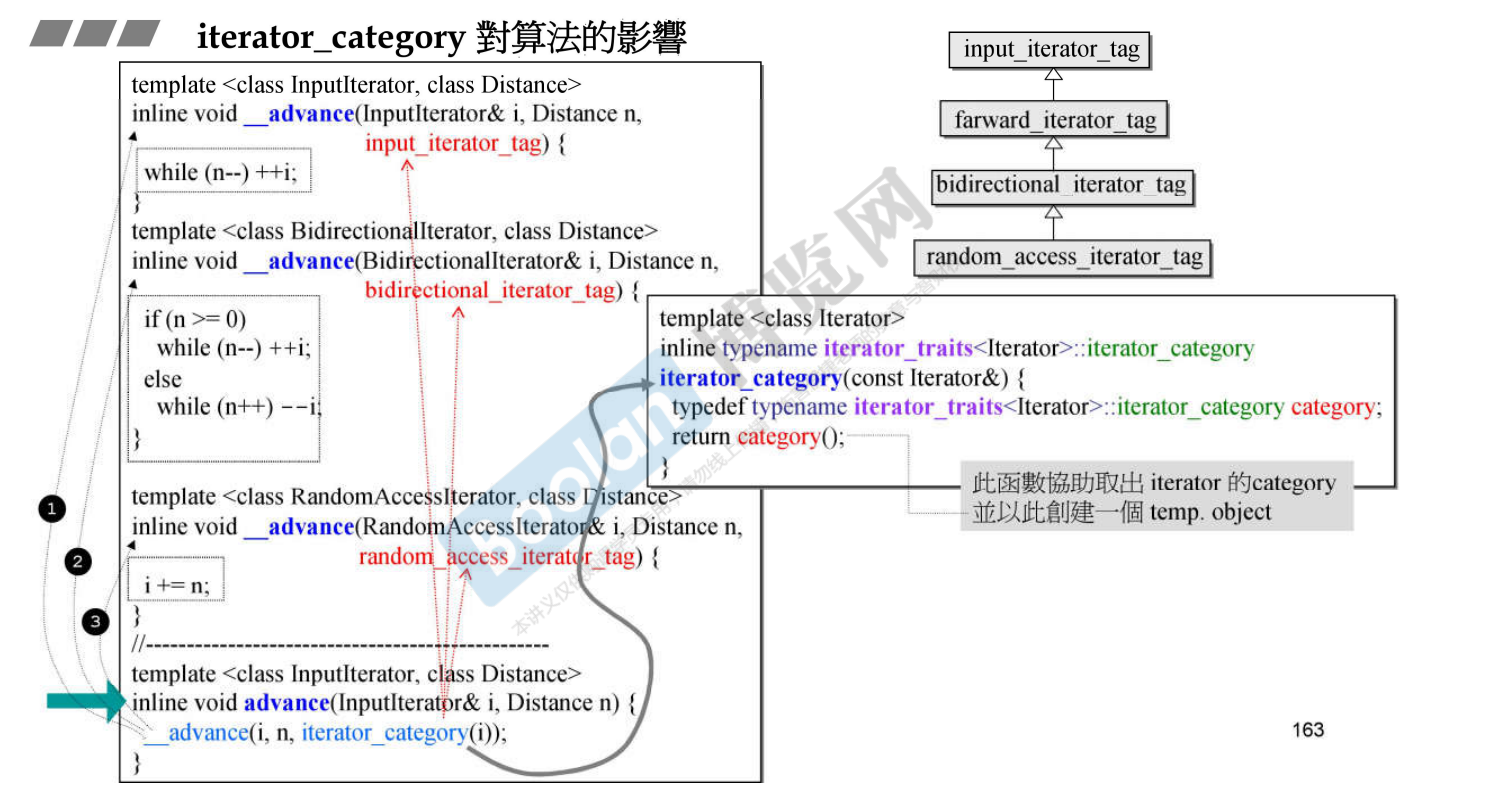 iterator_category 對算法的影響
template <class InputIterator, class Distance>
inline void __advance(InputIterator& i, Distance n,
input_iterator_tag) {
while (n--) ++i;
}
template <class BidirectionalIterator, class Distance>
inline void __advance(BidirectionalIterator& i, Distance n,
bidirectional_iterator_tag) {
if (n >= 0)
while (n--) ++i;
else
while (n++) --i;
}
template <class RandomAccessIterator, class Distance>
inline void __advance(RandomAccessIterator& i, Distance n,
random_access_iterator_tag) {
i += n;
}
//-------------------------------------------------
template <class InputIterator, class Distance>
inline void advance(InputIterator& i, Distance n) {
__advance(i, n, iterator_category(i));
}
1
2
3
input_iterator_tag
farward_iterator_tag
bidirectional_iterator_tag
random_access_iterator_tag
template <class Iterator>
inline typename iterator_traits<Iterator>::iterator_category
iterator_category(const Iterator&) {
typedef typename iterator_traits<Iterator>::iterator_category category;
return category();
}
此函數協助取出 iterator 的category
並以此創建一個 temp. object
163
boolan
博览网